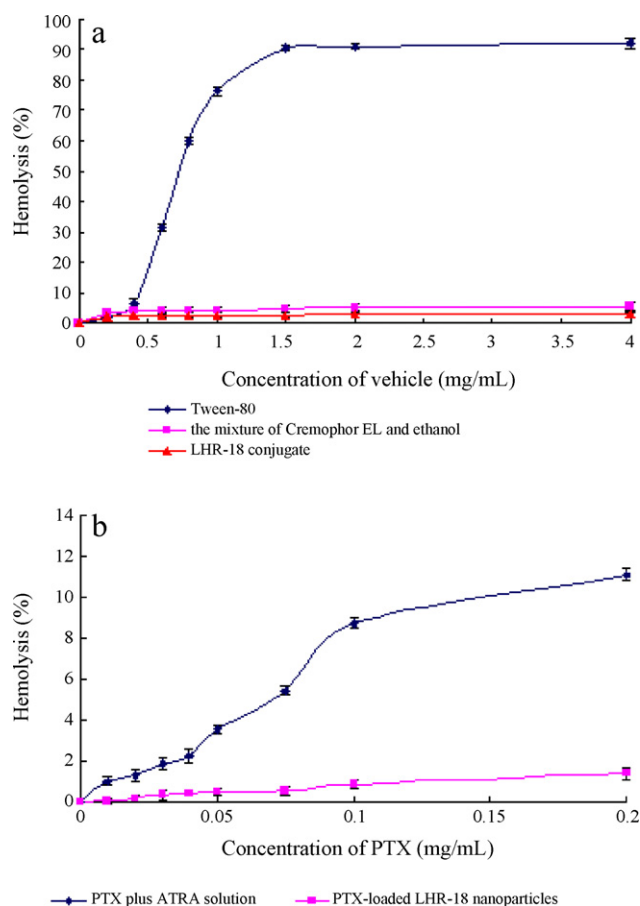 a
Hemolysis (%)
100
90
80
70
60
50
40
30
20
10
0
0 0.5 1 1.5 2 2.5 3 3.5 4
Concentration of vehicle (mg/mL)
Tween-80
the mixture of Cremophor EL and ethanol
LHR-18 conjugate
b
Hemolysis (%)
14
12
10
8
6
4
2
0
0 0.05 0.1 0.15 0.2
Concentration of PTX (mg/mL)
PTX plus ATRA solution PTX-loaded LHR-18 nanoparticles